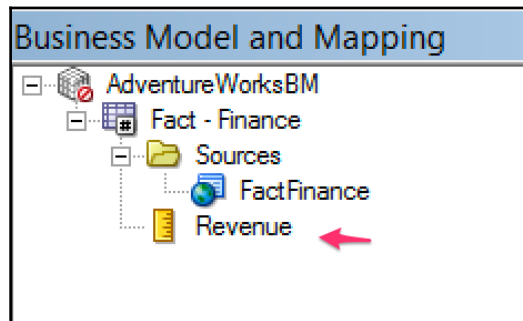 Business Model and Mapping
AdventureWorksBM
Fact - Finance
Sources
FactFinance
Revenue